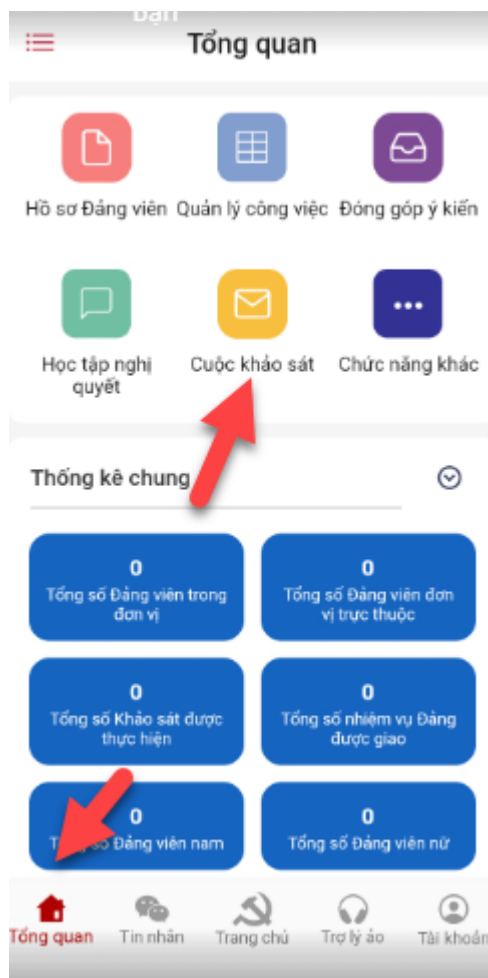 bạn
Tổng quan
Hồ sơ Đảng viên Quản lý công việc Đóng góp ý kiến
Học tập nghị quyết
Cuộc khảo sát
Chức năng khác
Thống kê chung
0
Tổng số Đảng viên trong
đơn vị
0
Tổng số Đảng viên đơn
vị trực thuộc
0
Tổng số Khảo sát được
thực hiện
0
Tổng số nhiệm vụ Đảng
được giao
0
Tổng số Đảng viên nam
0
Tổng số Đảng viên nữ
Tổng quan Tin nhắn Trang chủ Trợ lý ảo Tài khoản